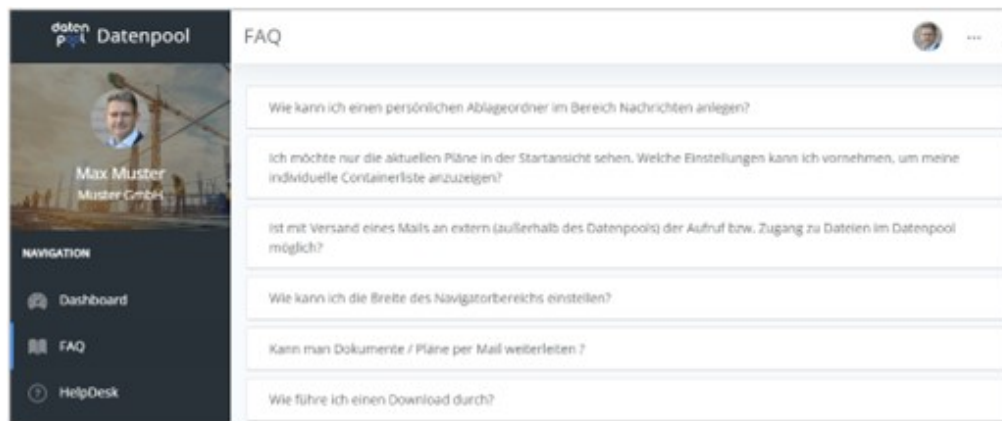 daten
pool Datenpool
FAQ
Max Muster
Muster GmbH
NAVIGATION
Dashboard
FAQ
HelpDesk
Wie kann ich einen persönlichen Ablageordner im Bereich Nachrichten anlegen?
Ich möchte nur die aktuellen Pläne in der Startansicht sehen. Welche Einstellungen kann ich vornehmen, um meine
individuelle Containerliste anzuzeigen?
Ist mit Versand eines Mails an extern (außerhalb des Datenpools) der Aufruf bzw. Zugang zu Dateien im Datenpool
möglich?
Wie kann ich die Breite des Navigatorbereichs einstellen?
Kann man Dokumente / Pläne per Mail weiterleiten ?
Wie führe ich einen Download durch?